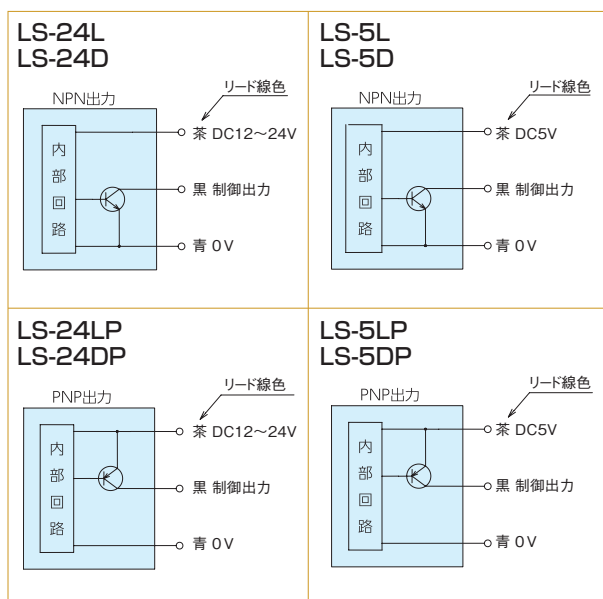 LS-24L
LS-24D
リード線色
NPN出力
内部回路
茶 DC12～24V
黒 制御出力
青 0V
LS-5L
LS-5D
リード線色
NPN出力
内部回路
茶 DC5V
黒 制御出力
青 0V
LS-24LP
LS-24DP
リード線色
PNP出力
内部回路
茶 DC12～24V
黒 制御出力
青 0V
LS-5LP
LS-5DP
リード線色
PNP出力
内部回路
茶 DC5V
黒 制御出力
青 0V